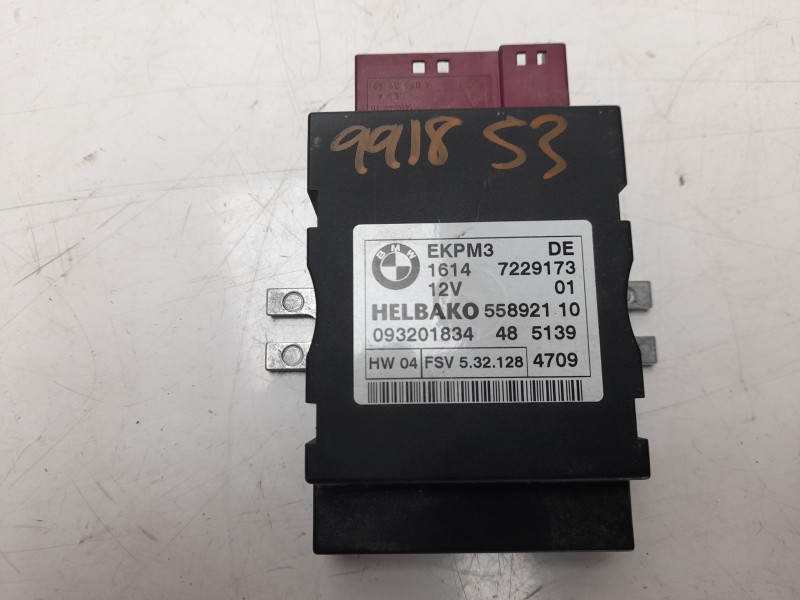 9918 53
BMW
EKPM3 DE
1614 7229173
12V 01
HELBAKO 558921 10
093201834 48 5139
HW 04 FSV 5.32.128 4709